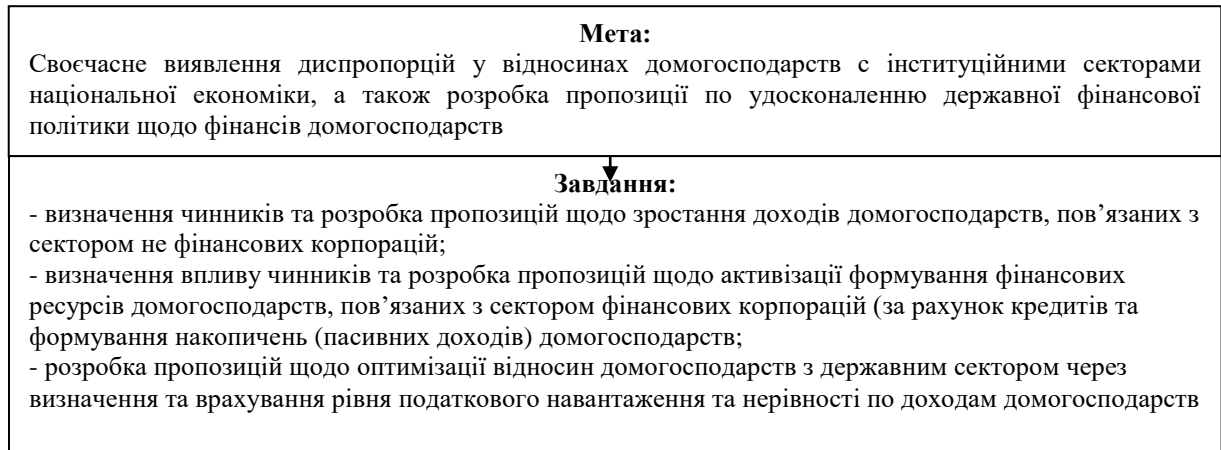 Мета:
Своєчасне виявлення диспропорцій у відносинах домогосподарств с інституційними секторами
національної економіки, а також розробка пропозиції по удосконаленню державної фінансової
політики щодо фінансів домогосподарств
Завдання:
- визначення чинників та розробка пропозицій щодо зростання доходів домогосподарств, пов’язаних з
сектором не фінансових корпорацій;
- визначення впливу чинників та розробка пропозицій щодо активізації формування фінансових
ресурсів домогосподарств, пов’язаних з сектором фінансових корпорацій (за рахунок кредитів та
формування накопичень (пасивних доходів) домогосподарств;
- розробка пропозицій щодо оптимізації відносин домогосподарств з державним сектором через
визначення та врахування рівня податкового навантаження та нерівності по доходам домогосподарств